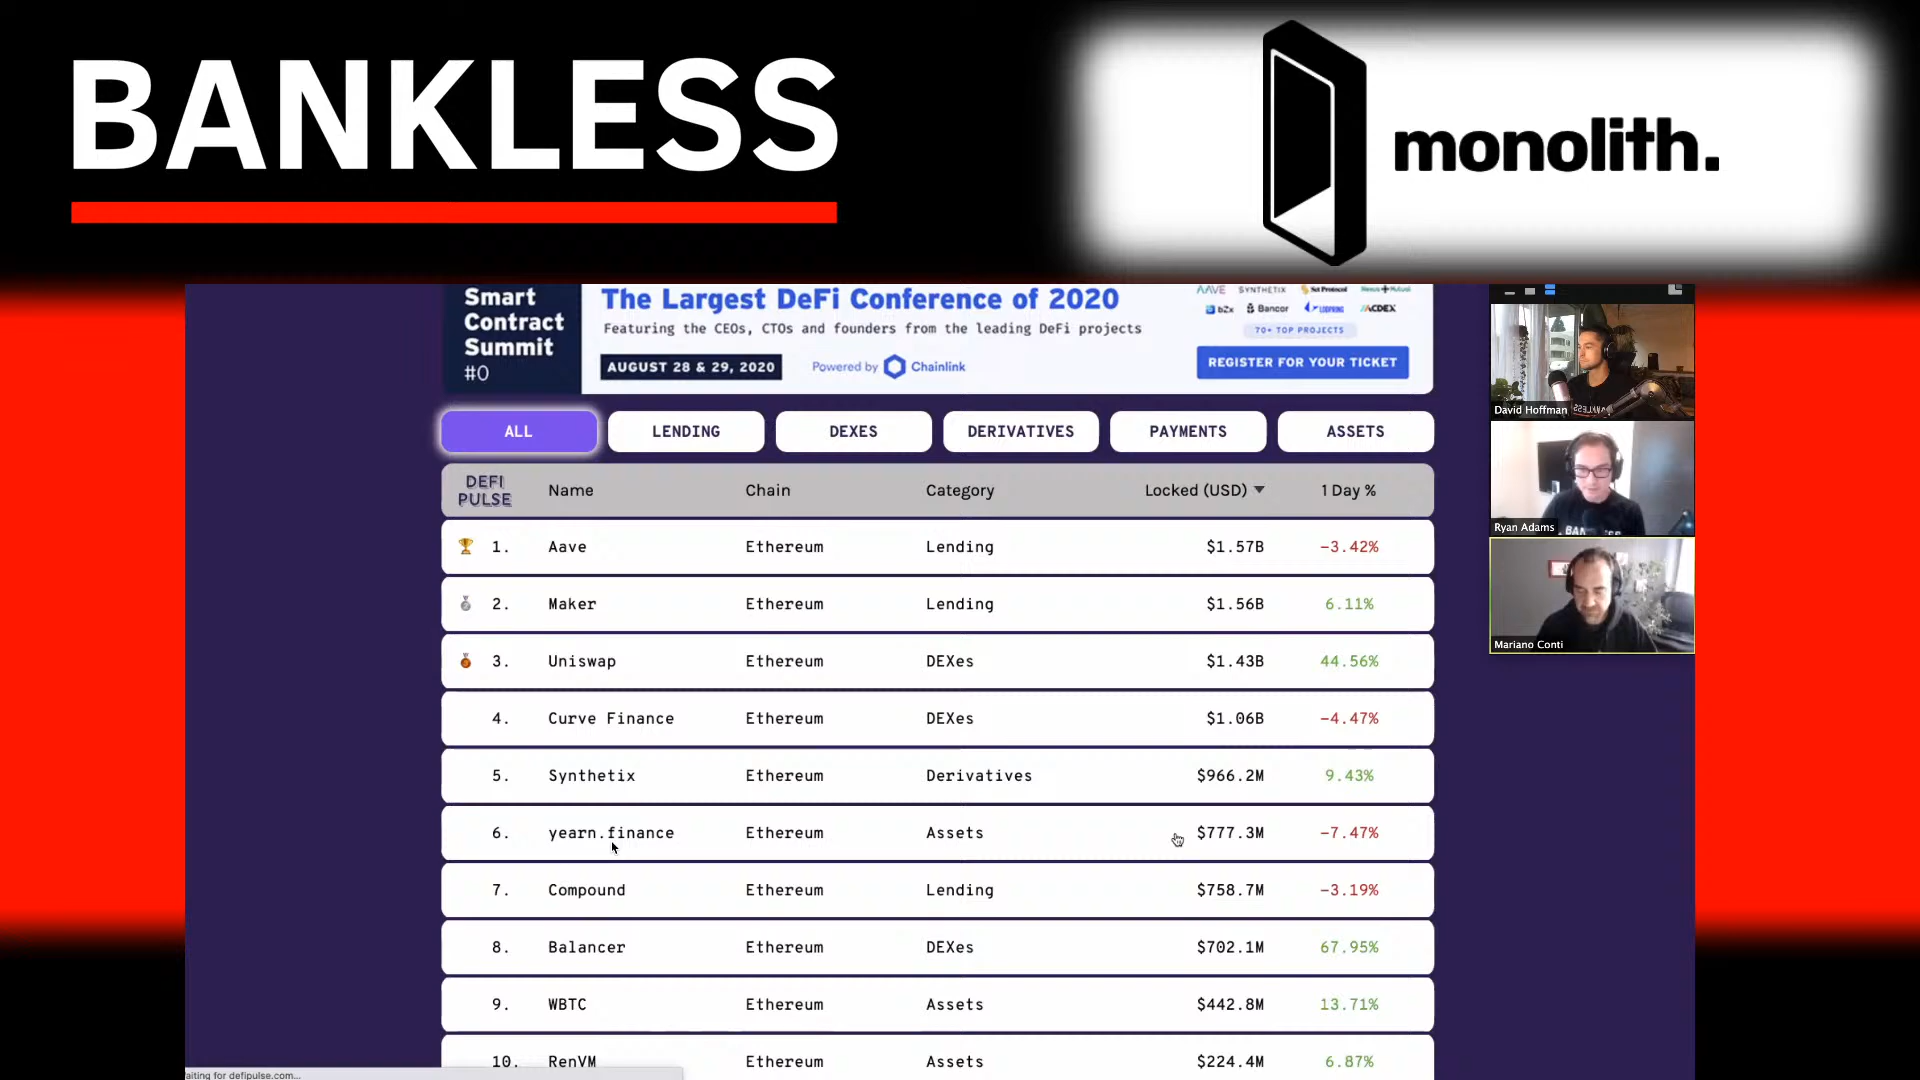 BANKLESS
monolith.
Smart
Contract
Summit
#0
The Largest DeFi Conference of 2020
Featuring the CEOs, CTOs and founders from the leading DeFi projects
AUGUST 28 & 29, 2020
Powered by Chainlink
AAVE SYNTHETIX Set Protocol Nexus Mutual
b2x Bancor LOOPRING
70+ TOP PROJECTS
REGISTER FOR YOUR TICKET
ALL LENDING DEXES DERIVATIVES PAYMENTS ASSETS
DEFI PULSE Name Chain Category Locked (USD) 1 Day %
1. Aave Ethereum Lending $1.57B -3.42%
2. Maker Ethereum Lending $1.56B 6.11%
3. Uniswap Ethereum DEXes $1.43B 44.56%
4. Curve Finance Ethereum DEXes $1.06B -4.47%
5. Synthetix Ethereum Derivatives $966.2M 9.43%
6. yearn.finance Ethereum Assets $777.3M -7.47%
7. Compound Ethereum Lending $758.7M -3.19%
8. Balancer Ethereum DEXes $702.1M 67.95%
9. WBTC Ethereum Assets $442.8M 13.71%
10. RenVM Ethereum Assets $224.4M 6.87%
David Hoffman
Ryan Adams
Mariano Conti
aiting for defipulse.com...